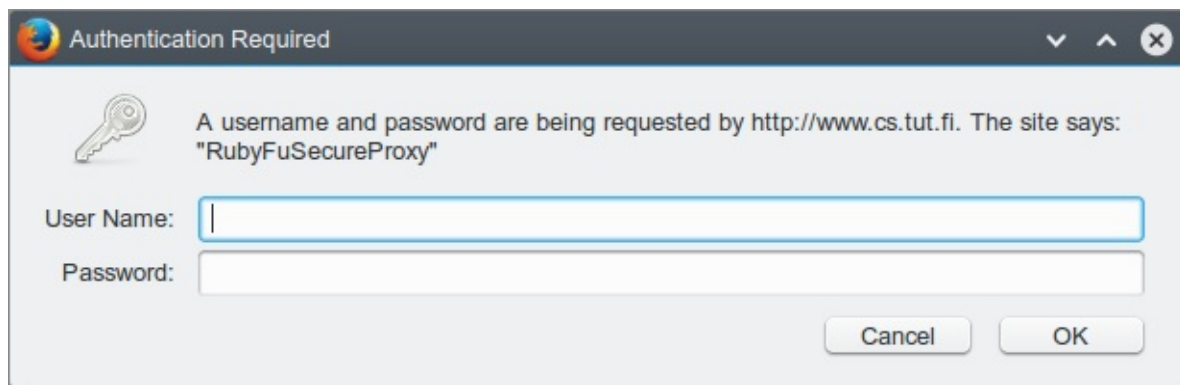 Authentication Required
A username and password are being requested by http://www.cs.tut.fi. The site says:
"RubyFuSecureProxy"
User Name:
Password:
Cancel OK